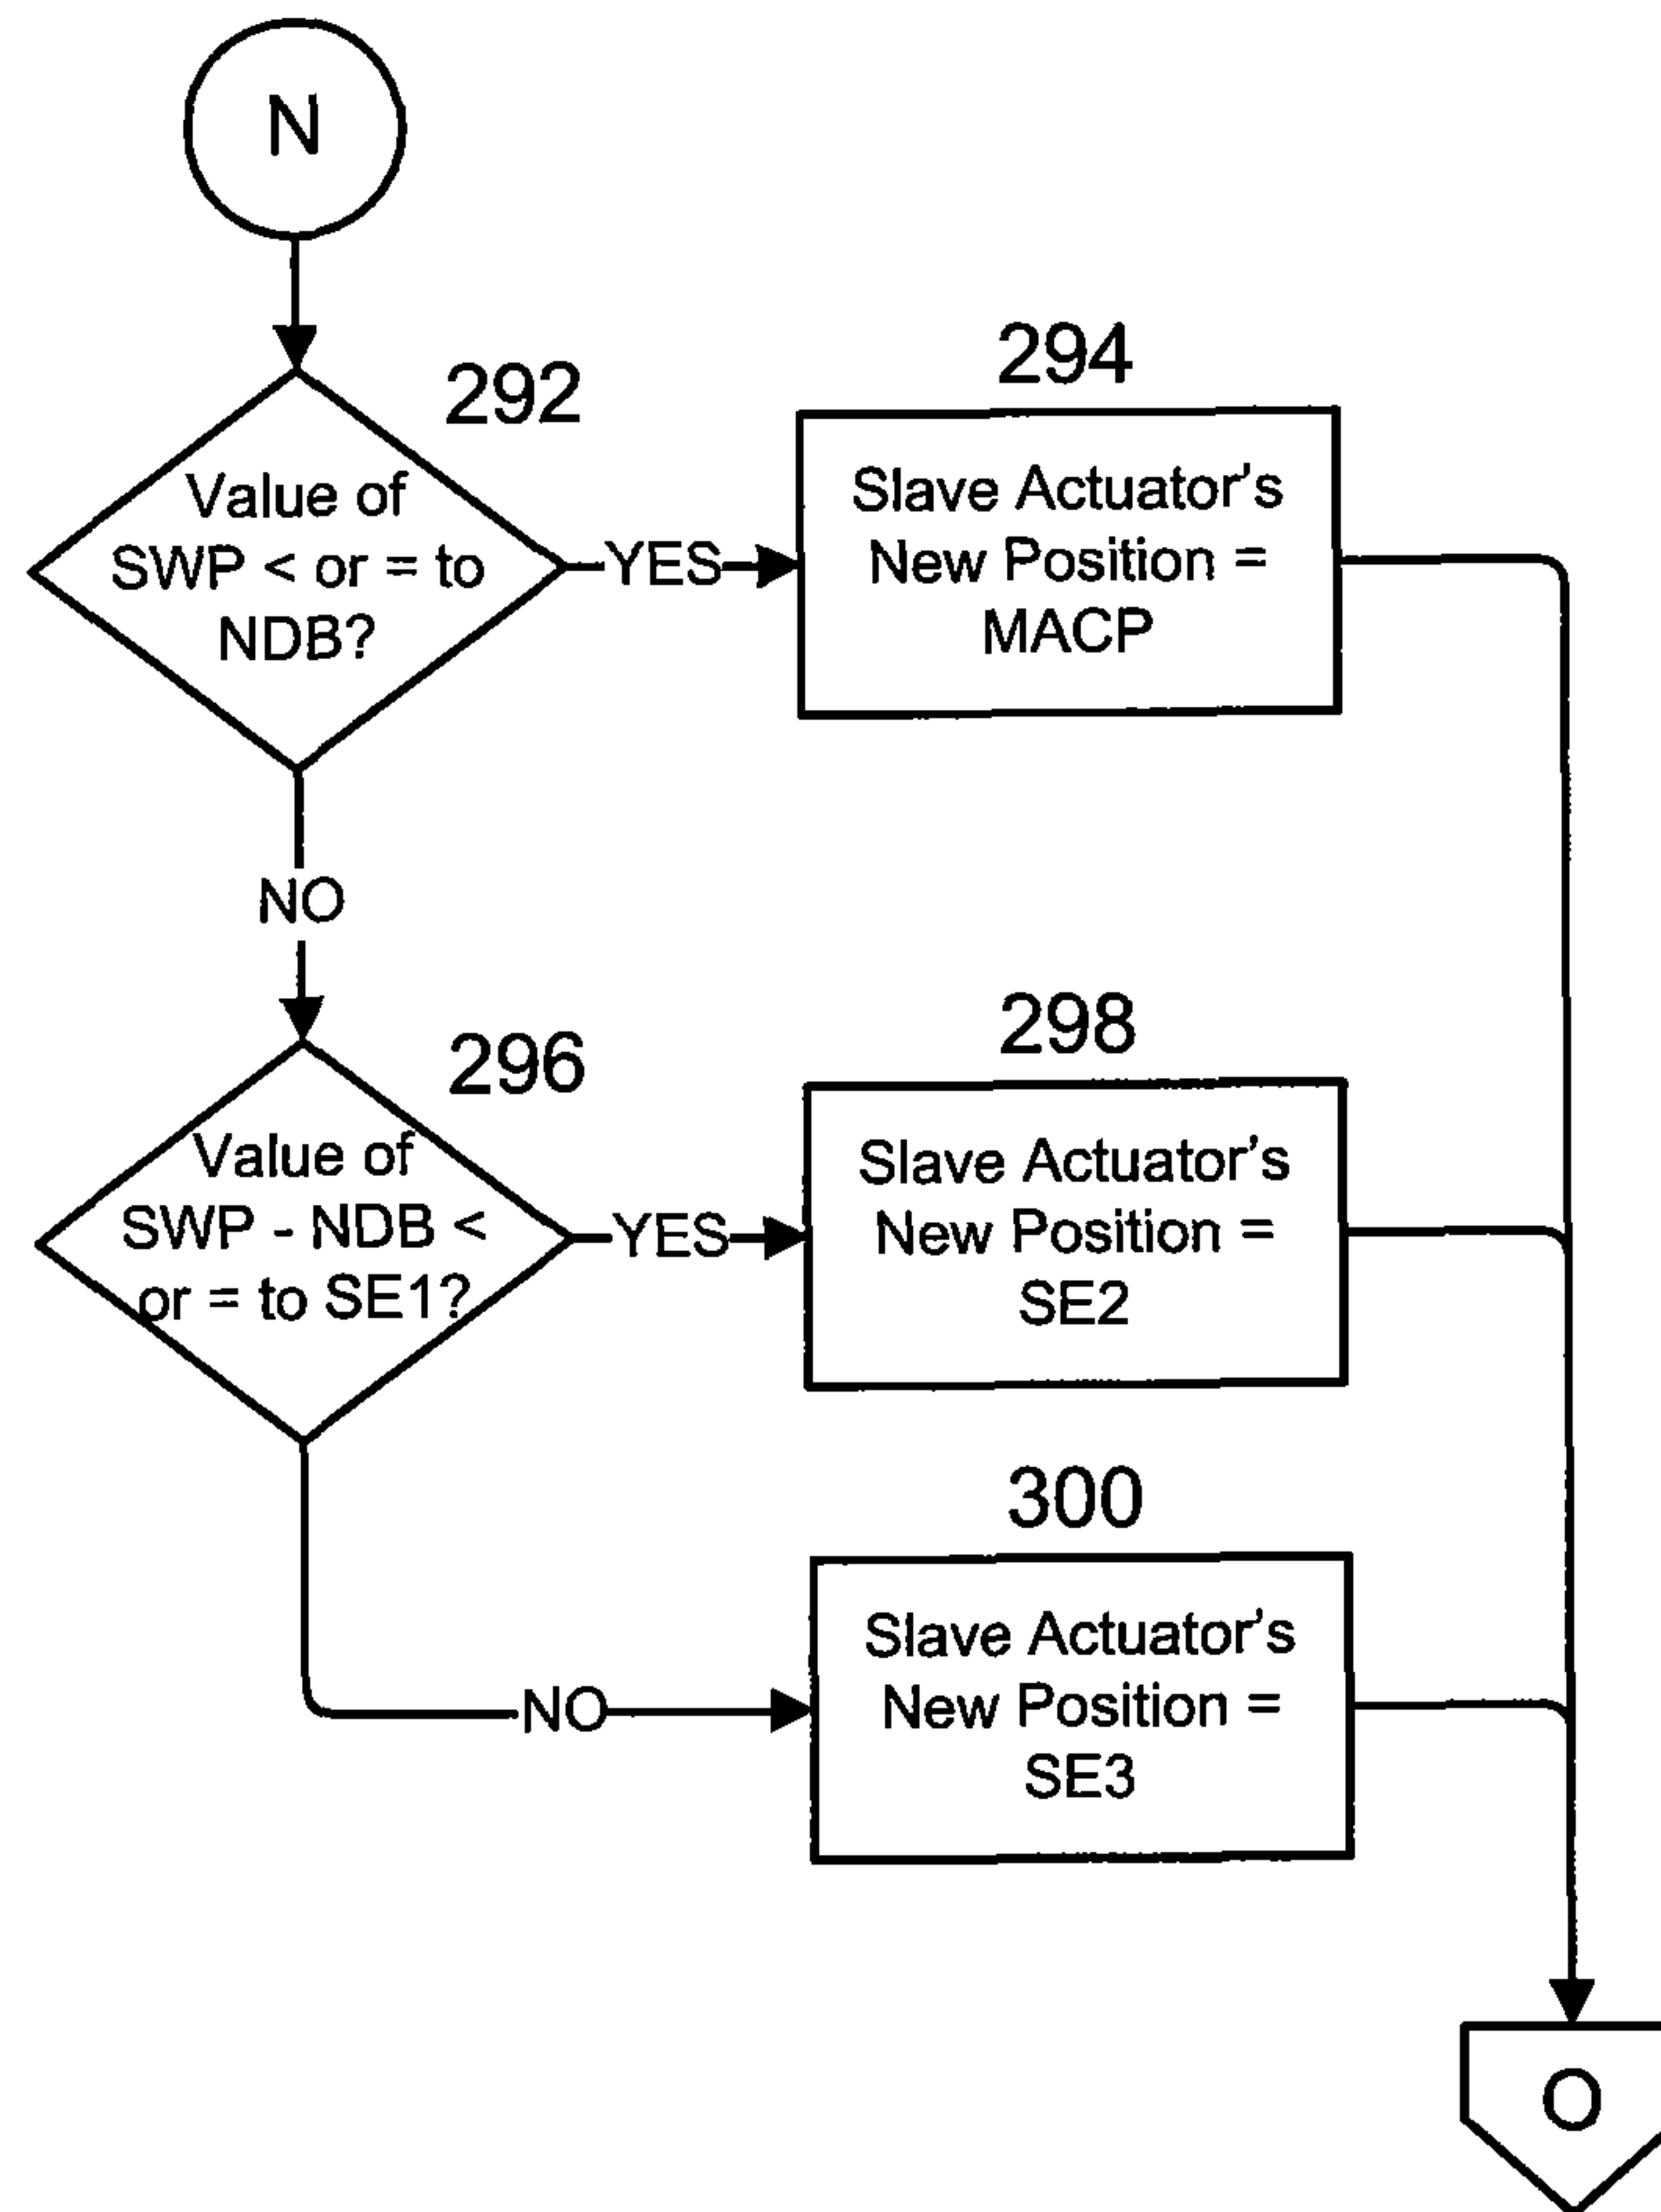 N
292
Value of
SWP < or = to
NDB?
YES
294
Slave Actuator's
New Position =
MACP
NO
296
Value of
SWP - NDB <
or = to SE1?
YES
298
Slave Actuator's
New Position =
SE2
NO
300
Slave Actuator's
New Position =
SE3
O